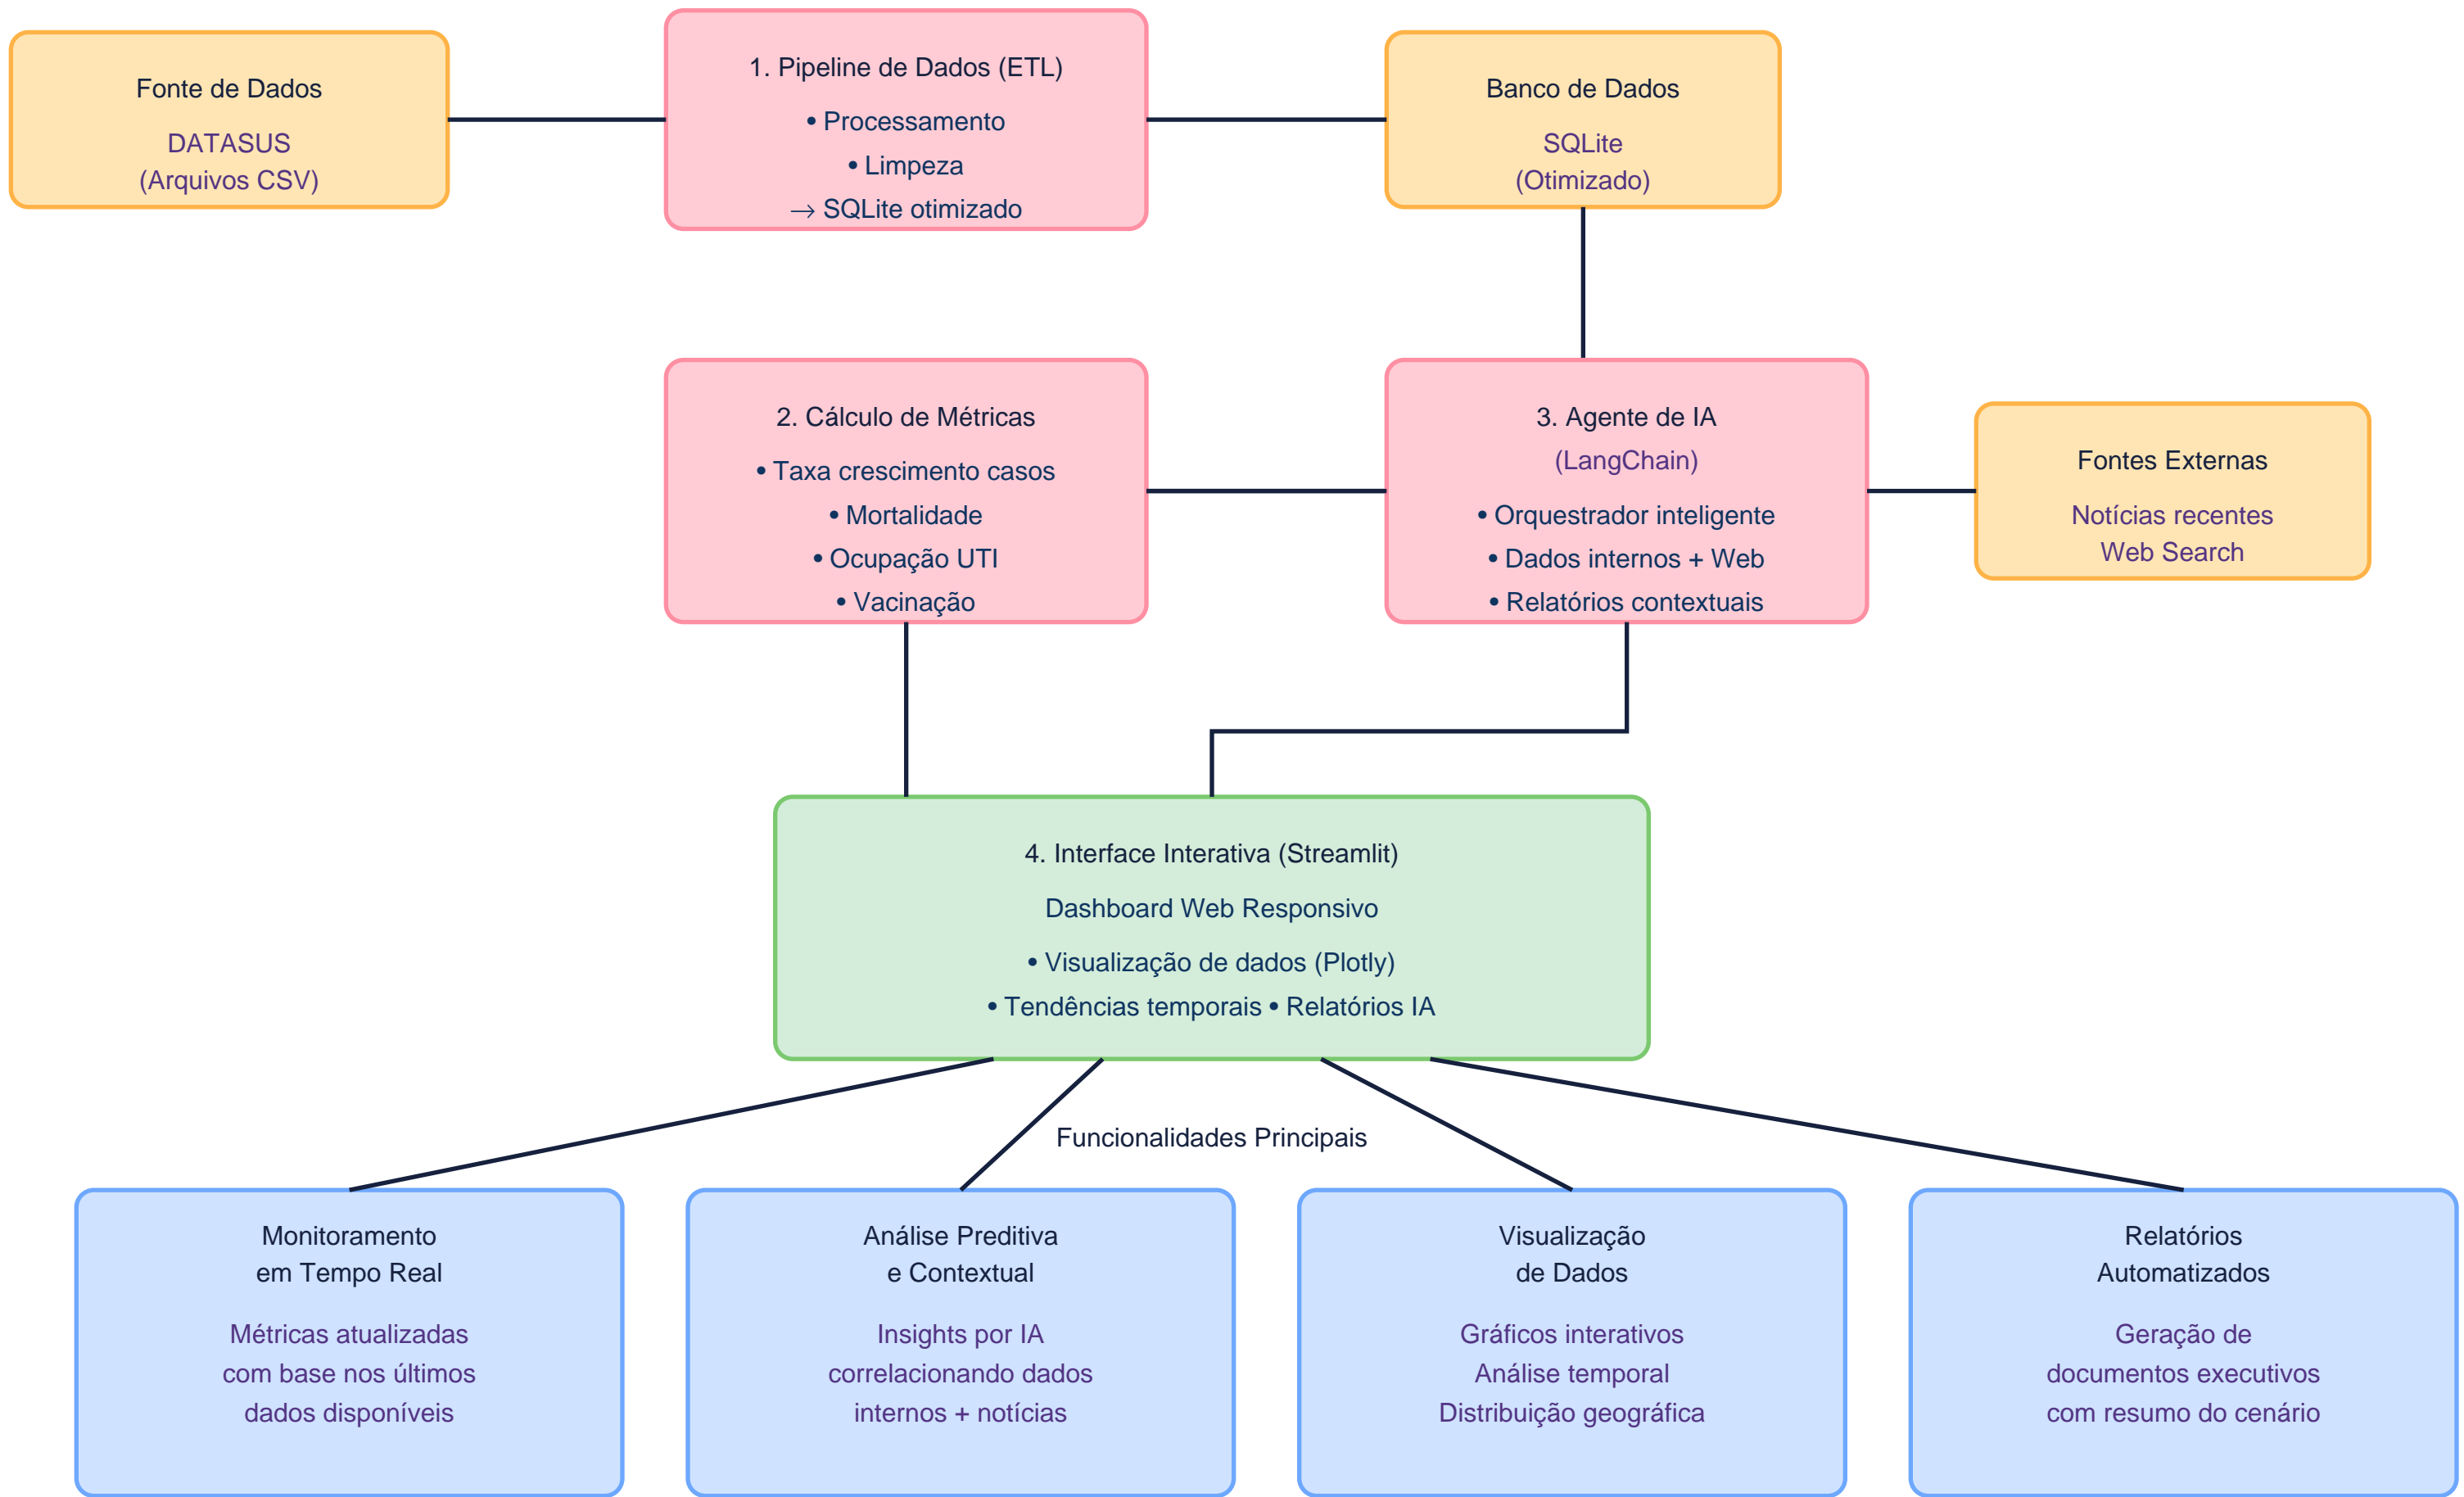 Fonte de Dados
DATASUS
(Arquivos CSV)
1. Pipeline de Dados (ETL)
• Processamento
• Limpeza
→ SQLite otimizado
Banco de Dados
SQLite
(Otimizado)
2. Cálculo de Métricas
• Taxa crescimento casos
• Mortalidade
• Ocupação UTI
• Vacinação
3. Agente de IA
(LangChain)
• Orquestrador inteligente
• Dados internos + Web
• Relatórios contextuais
Fontes Externas
Notícias recentes
Web Search
4. Interface Interativa (Streamlit)
Dashboard Web Responsivo
• Visualização de dados (Plotly)
• Tendências temporais • Relatórios IA
Funcionalidades Principais
Monitoramento
em Tempo Real
Métricas atualizadas
com base nos últimos
dados disponíveis
Análise Preditiva
e Contextual
Insights por IA
correlacionando dados
internos + notícias
Visualização
de Dados
Gráficos interativos
Análise temporal
Distribuição geográfica
Relatórios
Automatizados
Geração de
documentos executivos
com resumo do cenário